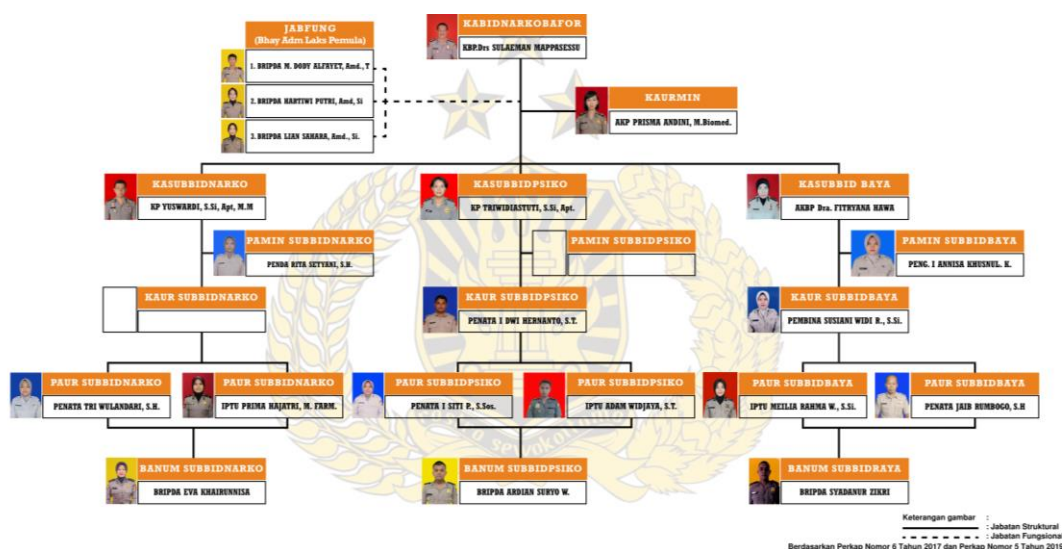 KABIDNARKOBAFOR
KBP.Drs SULAEMAN MAPPASESSU
JABFUNG
(Bhay Adm Laks Pemula)
1. BRIPDA M. DODY ALFAYET, Amd., T
2. BRIPDA HARTIWI PUTRI, Amd, Si
3. BRIPDA LIAN SAHARA, Amd., Si.
KAURMIN
AKP PRISMA ANDINI, M.Biomed.
KASUBBIDNARKO
KP YUSWARDI, S.Si, Apt, M.M
KASUBBIDPSIKO
KP TRIWIDIASTUTI, S.Si, Apt.
KASUBBID BAYA
AKBP Dra. FITRYANA HAWA
PAMIN SUBBIDNARKO
PENDA RITA SETYANI, S.H.
PAMIN SUBBIDPSIKO
PAMIN SUBBIDBAYA
PENG. I ANNISA KHUSNUL. K.
KAUR SUBBIDNARKO
KAUR SUBBIDPSIKO
PENATA I DWI HERNANTO, S.T.
KAUR SUBBIDBAYA
PEMBINA SUSIANI WIDI R., S.Si.
PAUR SUBBIDNARKO
PENATA TRI WULANDARI, S.H.
PAUR SUBBIDNARKO
IPTU PRIMA HAJATRI, M. FARM.
PAUR SUBBIDPSIKO
PENATA I SITI P., S.Sos.
PAUR SUBBIDPSIKO
IPTU ADAM WIDJAYA, S.T.
PAUR SUBBIDBAYA
IPTU MEILIA RAHMA W., S.Si.
PAUR SUBBIDBAYA
PENATA JAIB RUMBOGO, S.H
BANUM SUBBIDNARKO
BRIPDA EVA KHAIRUNNISA
BANUM SUBBIDPSIKO
BRIPDA ARDIAN SURYO W.
BANUM SUBBIDRAYA
BRIPDA SYADANUR ZIKRI
Keterangan gambar :
: Jabatan Struktural
: Jabatan Fungsional
Berdasarkan Perkap Nomor 6 Tahun 2017 dan Perkap Nomor 5 Tahun 2019